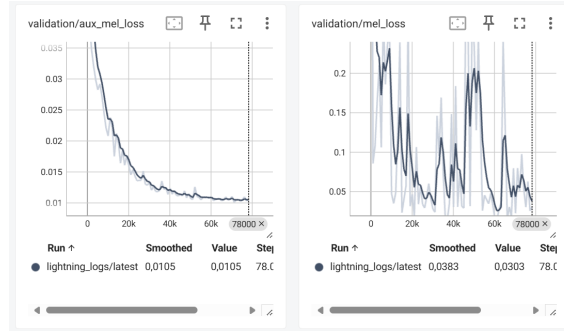 validation/aux_mel_loss
0.035
0.03
0.025
0.02
0.015
0.01
0 20k 40k 60k 78000 ×
Run ↑ Smoothed Value Step
lightning_logs/latest 0,0105 0,0105 78.0
validation/mel_loss
0.2
0.15
0.1
0.05
0 20k 40k 60k 78000 ×
Run ↑ Smoothed Value Step
lightning_logs/latest 0,0383 0,0303 78.0